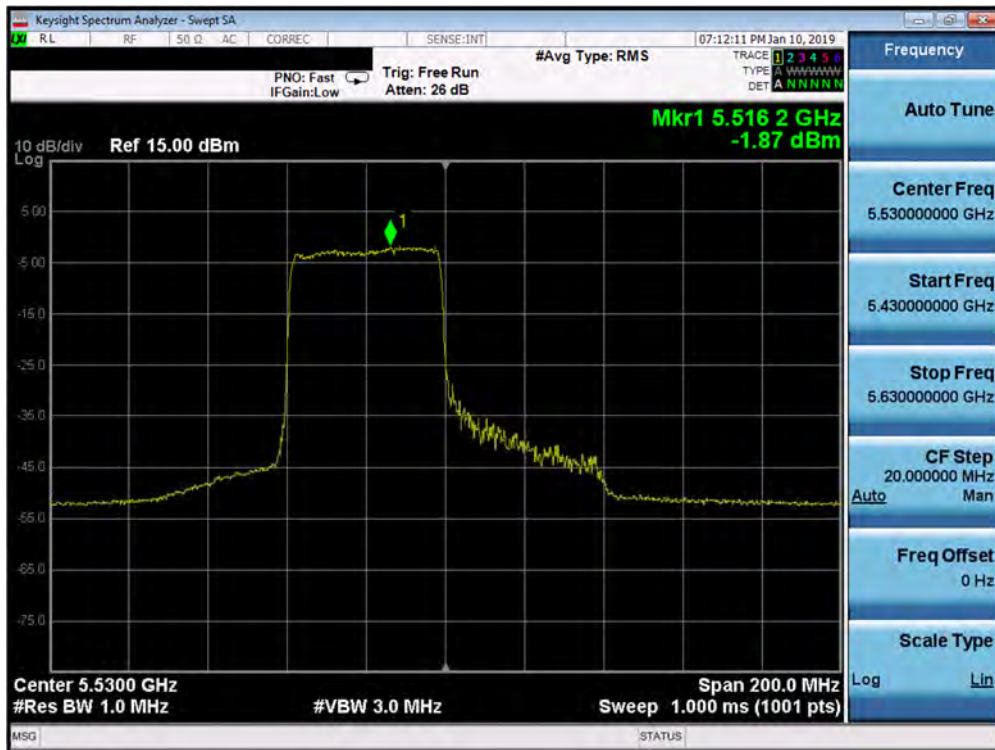 Keysight Spectrum Analyzer - Swept SA
LXI RL RF 50 Ω AC CORREC SENSE:INT 07:12:11 PM Jan 10, 2019
#Avg Type: RMS TRACE 1 2 3 4 5 6
PNO: Fast Trig: Free Run TYPE A WWWWW
IFGain:Low Atten: 26 dB DET A N N N N N
Mkr1 5.516 2 GHz
-1.87 dBm
10 dB/div Ref 15.00 dBm
Log
5.00
1
-5.00
-15.0
-25.0
-35.0
-45.0
-55.0
-65.0
-75.0
Center 5.5300 GHz Span 200.0 MHz
#Res BW 1.0 MHz #VBW 3.0 MHz Sweep 1.000 ms (1001 pts)
MSG STATUS
Frequency
Auto Tune
Center Freq
5.530000000 GHz
Start Freq
5.430000000 GHz
Stop Freq
5.630000000 GHz
CF Step
20.000000 MHz
Auto Man
Freq Offset
0 Hz
Scale Type
Log Lin